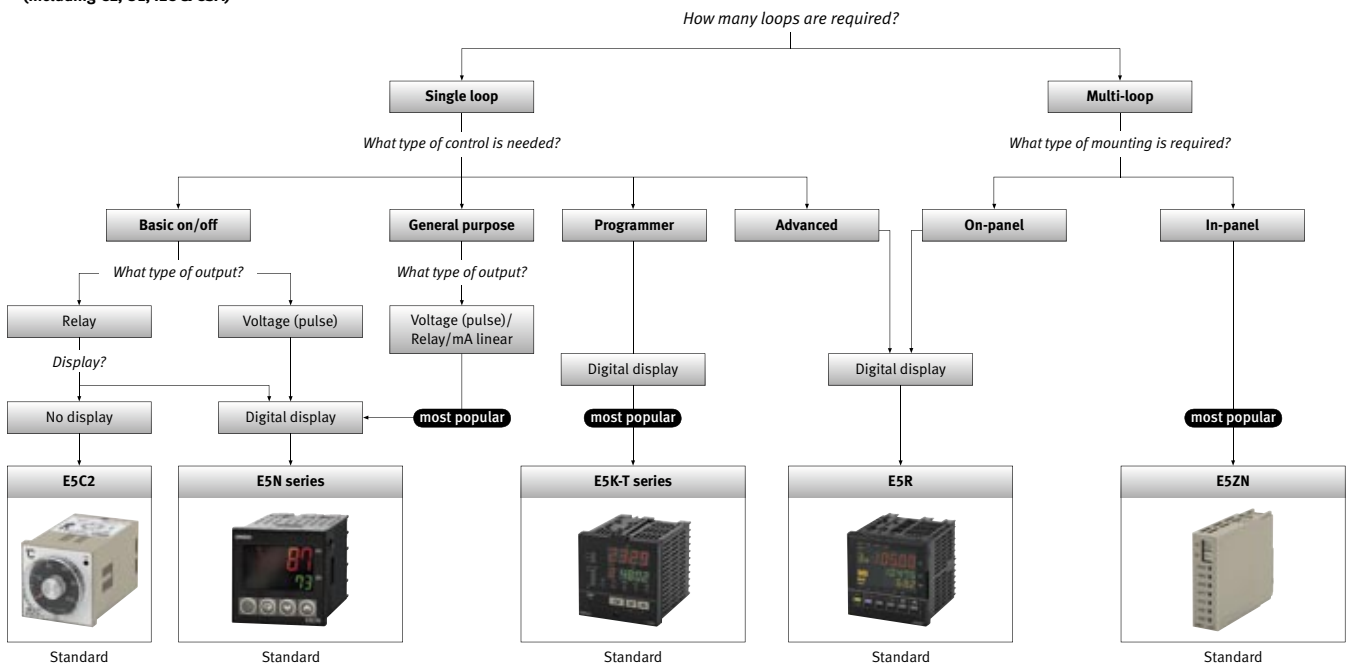 How many loops are required?
Single loop
Multi-loop
What type of control is needed?
What type of mounting is required?
Basic on/off
General purpose
Programmer
Advanced
On-panel
In-panel
What type of output?
What type of output?
Relay
Voltage (pulse)
Voltage (pulse)/
Relay/mA linear
Display?
Digital display
Digital display
No display
Digital display
most popular
most popular
most popular
E5C2
E5N series
E5K-T series
E5R
E5ZN
°C
87
73
Standard
Standard
Standard
Standard
Standard